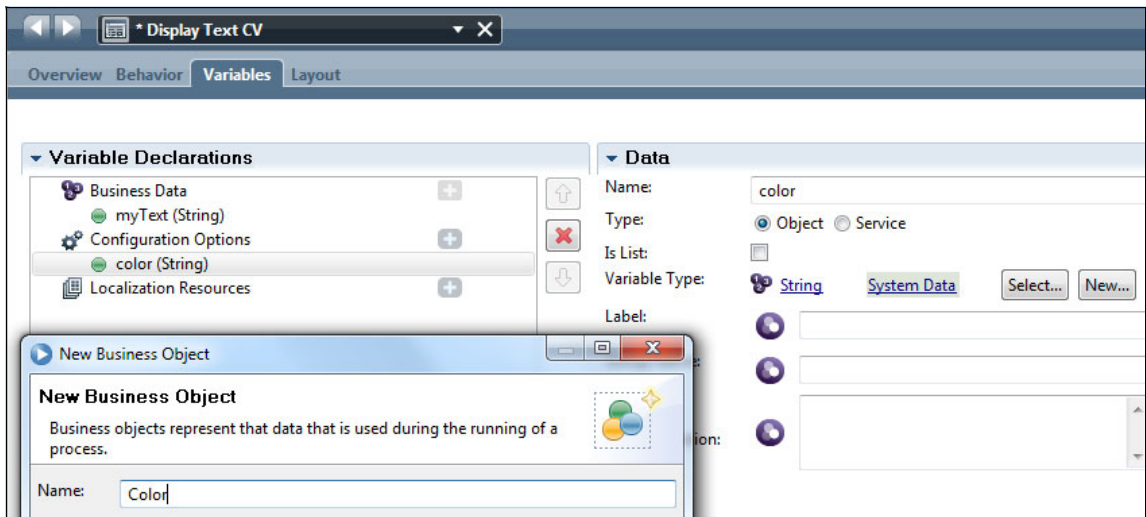 * Display Text CV
Overview Behavior Variables Layout
Variable Declarations
Business Data
myText (String)
Configuration Options
color (String)
Localization Resources
Data
Name: color
Type: Object Service
Is List:
Variable Type: String System Data Select... New...
Label:
New Business Object
New Business Object
Business objects represent that data that is used during the running of a
process.
Name: Color